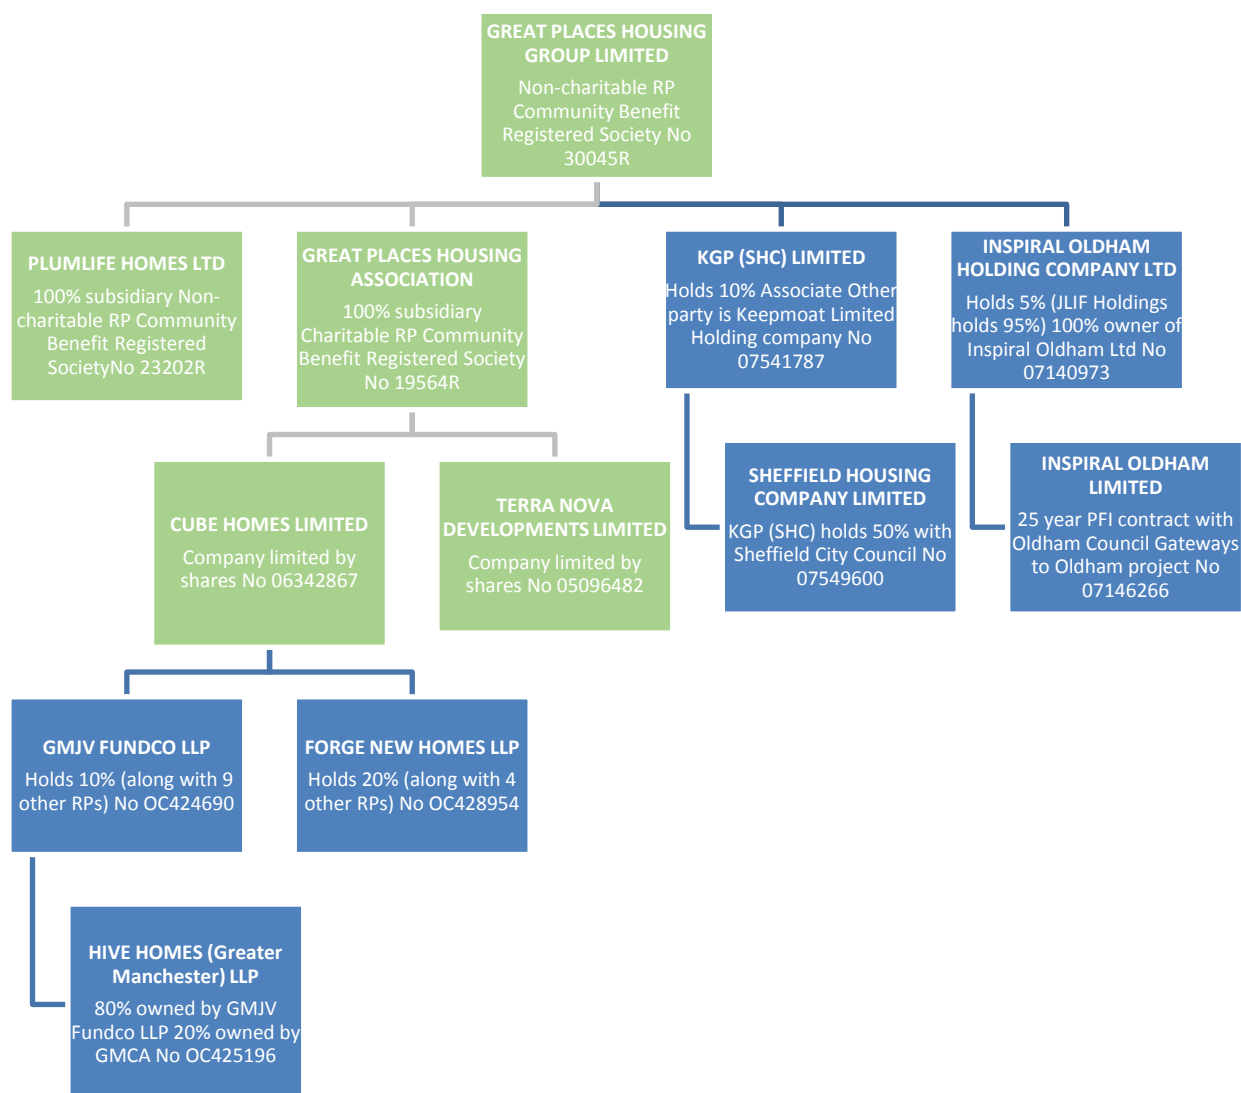 GREAT PLACES HOUSING
GROUP LIMITED
Non-charitable RP
Community Benefit
Registered Society No
30045R
PLUMLIFE HOMES LTD
100% subsidiary Non-
charitable RP Community
Benefit Registered
SocietyNo 23202R
GREAT PLACES HOUSING
ASSOCIATION
100% subsidiary
Charitable RP Community
Benefit Registered Society
No 19564R
KGP (SHC) LIMITED
Holds 10% Associate Other
party is Keepmoat Limited
Holding company No
07541787
INSPIRAL OLDHAM
HOLDING COMPANY LTD
Holds 5% (JLIF Holdings
holds 95%) 100% owner of
Inspiral Oldham Ltd No
07140973
CUBE HOMES LIMITED
Company limited by
shares No 06342867
TERRA NOVA
DEVELOPMENTS LIMITED
Company limited by
shares No 05096482
SHEFFIELD HOUSING
COMPANY LIMITED
KGP (SHC) holds 50% with
Sheffield City Council No
07549600
INSPIRAL OLDHAM
LIMITED
25 year PFI contract with
Oldham Council Gateways
to Oldham project No
07146266
GMJV FUNDCO LLP
Holds 10% (along with 9
other RPs) No OC424690
FORGE NEW HOMES LLP
Holds 20% (along with 4
other RPs) No OC428954
HIVE HOMES (Greater
Manchester) LLP
80% owned by GMJV
Fundco LLP 20% owned by
GMCA No OC425196